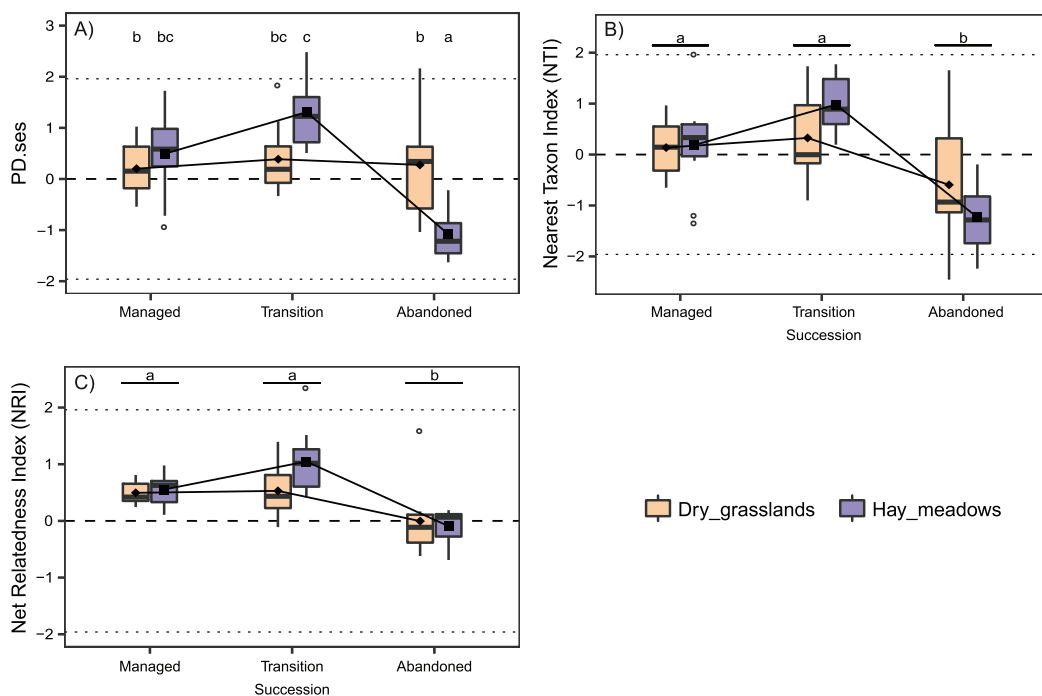 A)
b bc bc c b a
PD.ses
3
2
1
0
−1
−2
Managed Transition Abandoned
B)
a a b
Nearest Taxon Index (NTI)
2
1
0
−1
−2
Managed Transition Abandoned
Succession
C)
a a b
Net Relatedness Index (NRI)
2
1
0
−1
−2
Managed Transition Abandoned
Succession
Dry_grasslands Hay_meadows